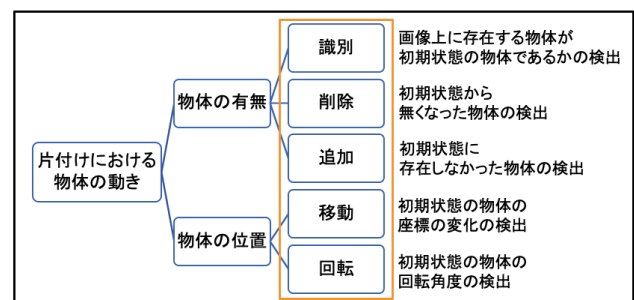 片付けにおける
物体の動き
物体の有無
物体の位置
識別
画像上に存在する物体が
初期状態の物体であるかの検出
削除
初期状態から
無くなった物体の検出
追加
初期状態に
存在しなかった物体の検出
移動
初期状態の物体の
座標の変化の検出
回転
初期状態の物体の
回転角度の検出